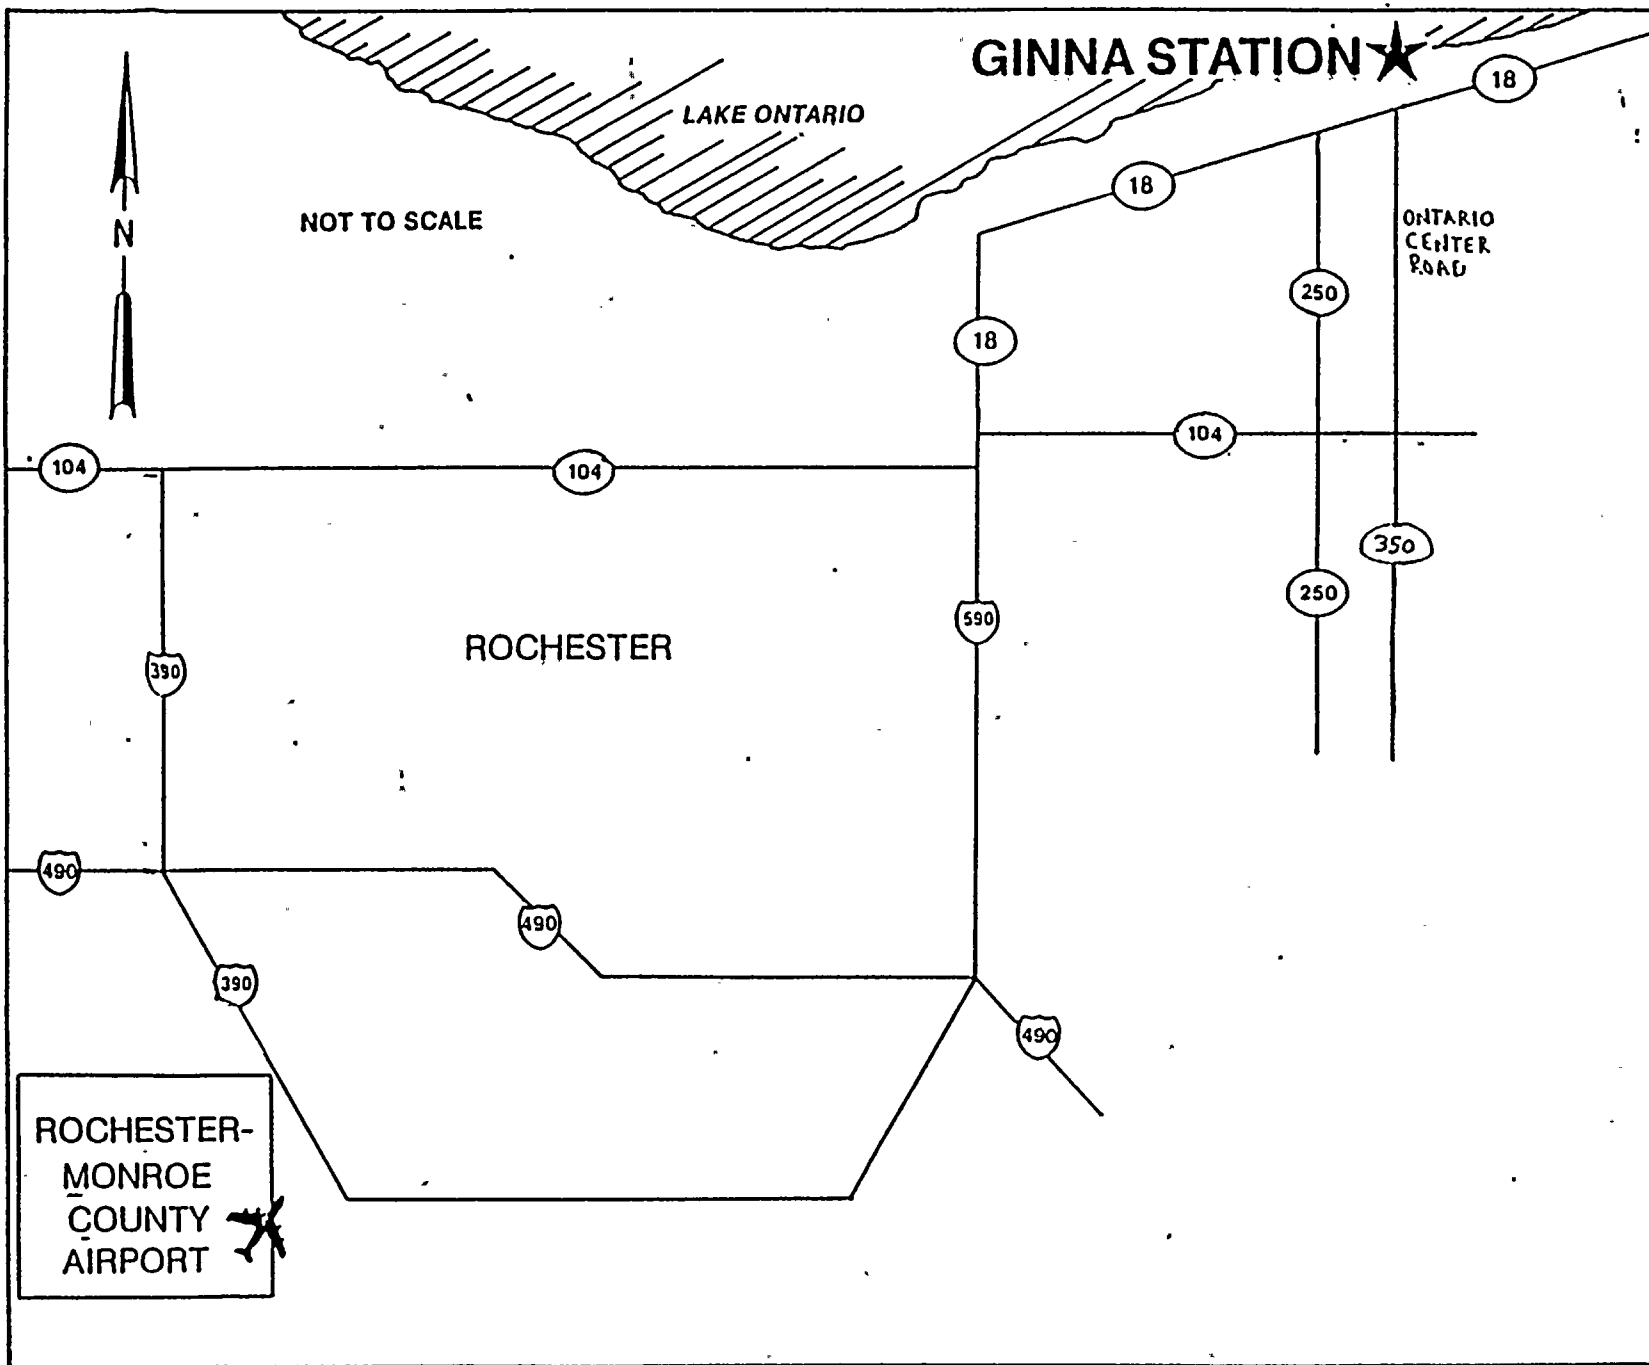 GINNA STATION
18
LAKE ONTARIO
18
N
NOT TO SCALE
ONTARIO
CENTER
ROAD
250
18
104
104
104
350
250
590
ROCHESTER
390
490
490
390
490
ROCHESTER-
MONROE
COUNTY
AIRPORT